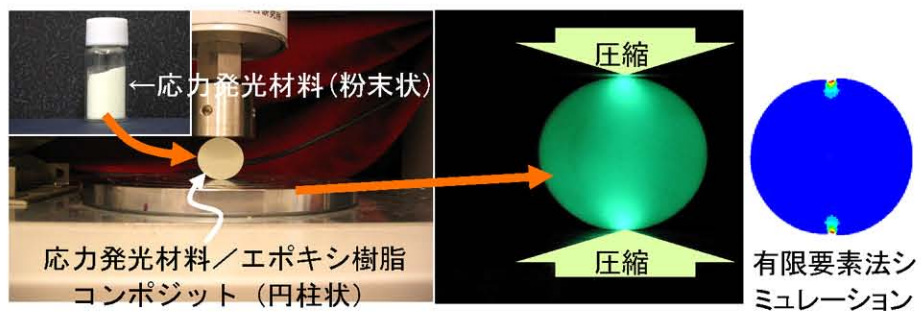 ←応力発光材料(粉末状)
応力発光材料／エポキシ樹脂
コンポジット（円柱状）
圧縮
圧縮
有限要素法シ
ミュレーション